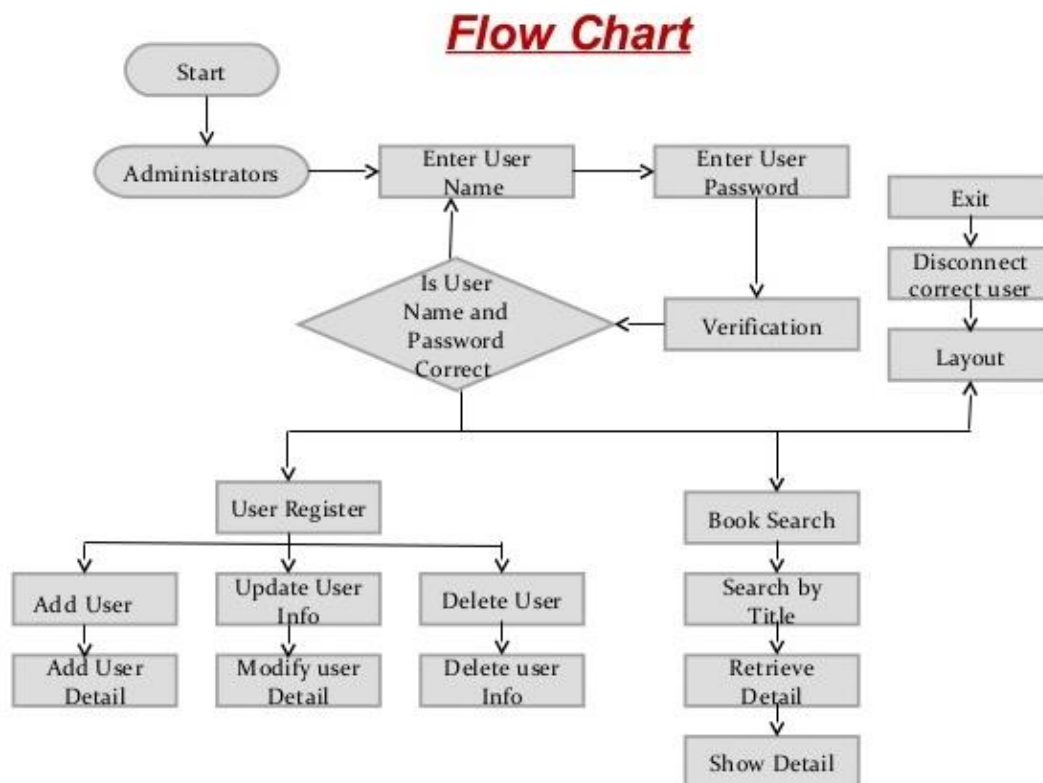 Flow Chart
Start
Administrators
Enter User
Name
Enter User
Password
Exit
Disconnect
correct user
Layout
Verification
Is User
Name and
Password
Correct
User Register
Add User
Add User
Detail
Update User
Info
Modify user
Detail
Delete User
Delete user
Info
Book Search
Search by
Title
Retrieve
Detail
Show Detail